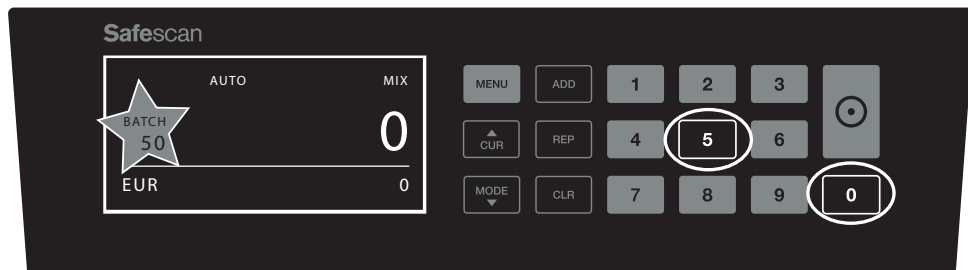 Safescan
AUTO MIX
BATCH
50
0
EUR 0
MENU ADD 1 2 3
CUR REP 4 5 6
MODE CLR 7 8 9 0